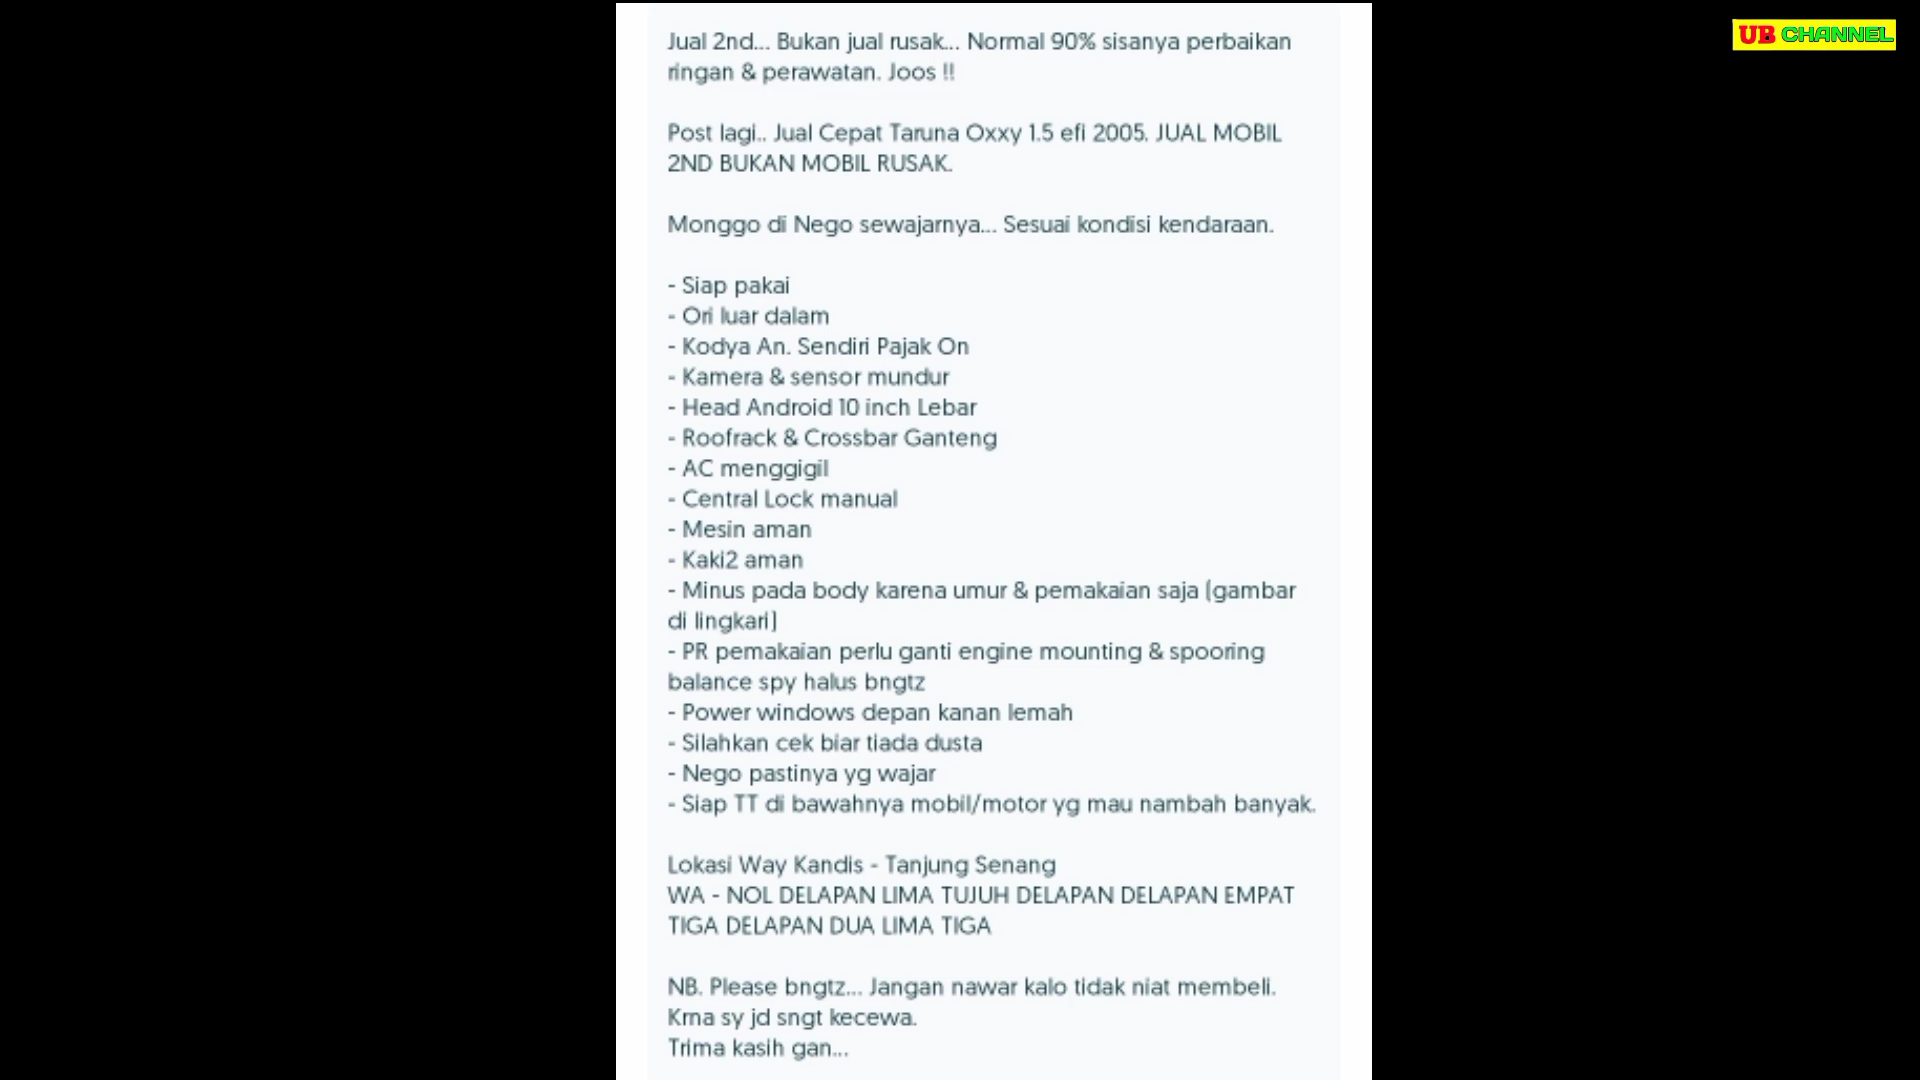 UB CHANNEL
Jual 2nd... Bukan jual rusak... Normal 90% sisanya perbaikan
ringan & perawatan. Joos !!
Post lagi.. Jual Cepat Taruna Oxxy 1.5 efi 2005. JUAL MOBIL
2ND BUKAN MOBIL RUSAK.
Monggo di Nego sewajarnya... Sesuai kondisi kendaraan.
- Siap pakai
- Ori luar dalam
- Kodya An. Sendiri Pajak On
- Kamera & sensor mundur
- Head Android 10 inch Lebar
- Roofrack & Crossbar Ganteng
- AC menggigil
- Central Lock manual
- Mesin aman
- Kaki2 aman
- Minus pada body karena umur & pemakaian saja (gambar
di lingkari)
- PR pemakaian perlu ganti engine mounting & spooring
balance spy halus bngtz
- Power windows depan kanan lemah
- Silahkan cek biar tiada dusta
- Nego pastinya yg wajar
- Siap TT di bawahnya mobil/motor yg mau nambah banyak.
Lokasi Way Kandis - Tanjung Senang
WA - NOL DELAPAN LIMA TUJUH DELAPAN DELAPAN EMPAT
TIGA DELAPAN DUA LIMA TIGA
NB. Please bngtz... Jangan nawar kalo tidak niat membeli.
Krna sy jd sngt kecewa.
Trima kasih gan...